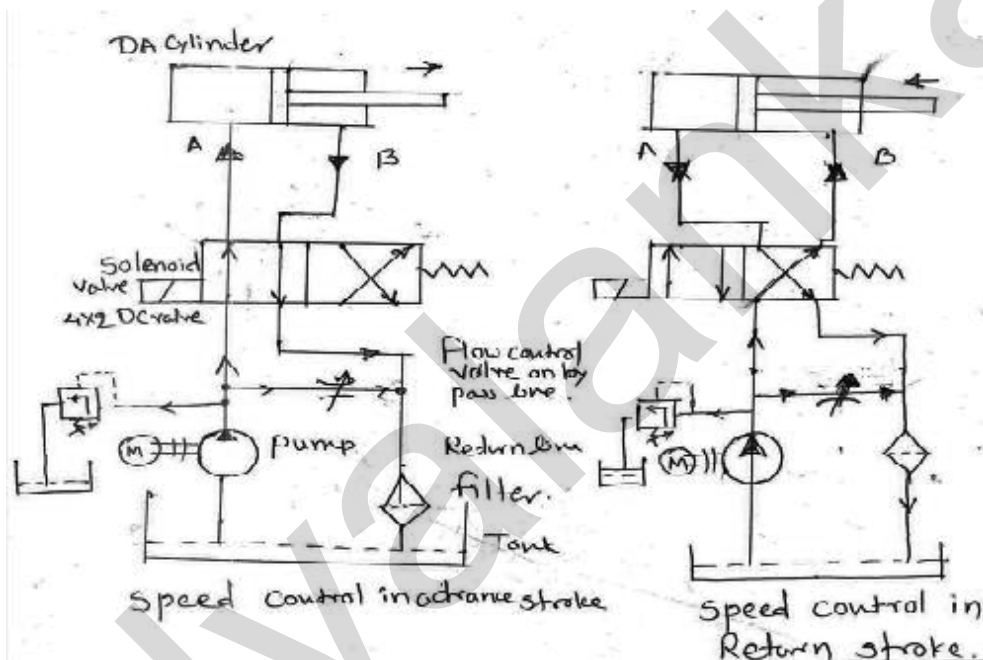 DA Cylinder
A
B
Solenoid
valve
4x2 DC valve
Flow control
valve on by
pass line.
M
Pump
Return line
filter.
Tank
Speed control in advance stroke
A
B
M
Speed control in
Return stroke.